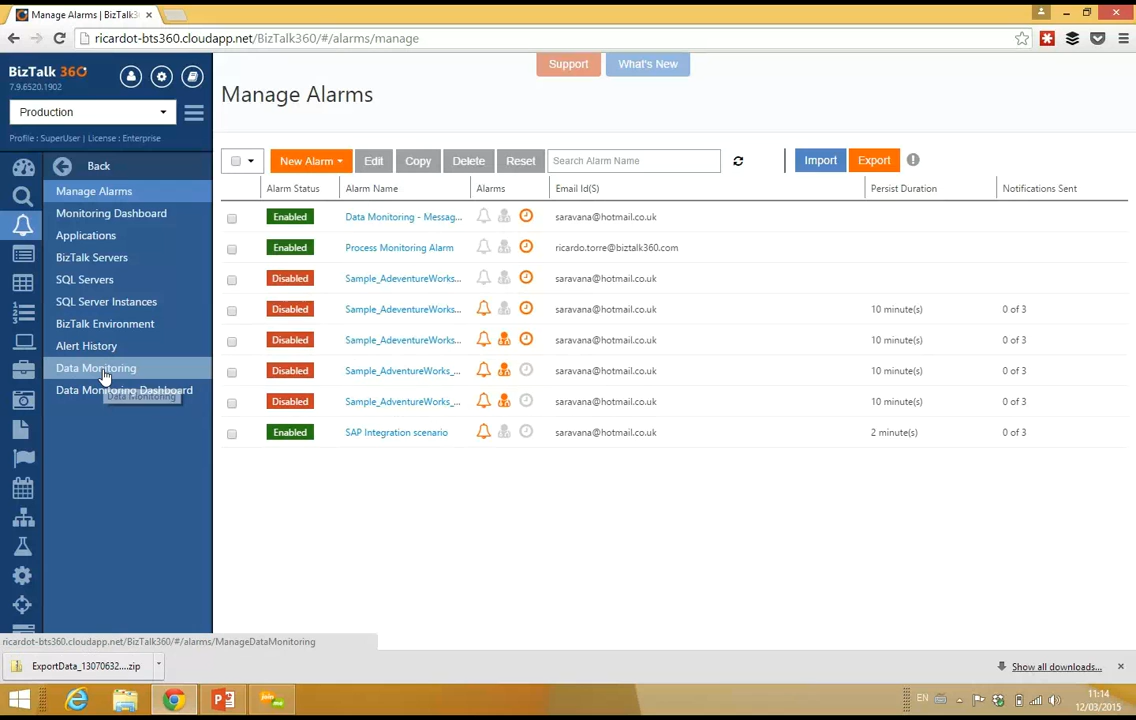 Manage Alarms | BizTalk3
ricardot-bts360.cloudapp.net/BizTalk360/#/alarms/manage
BizTalk 360
7.9.6520.1902
Production
Profile : SuperUser | License : Enterprise
Back
Manage Alarms
Monitoring Dashboard
Applications
BizTalk Servers
SQL Servers
SQL Server Instances
BizTalk Environment
Alert History
Data Monitoring
Data Monitoring Dashboard
Data Monitoring
Support
What's New
Manage Alarms
New Alarm
Edit
Copy
Delete
Reset
Search Alarm Name
Import
Export
Alarm Status Alarm Name Alarms Email Id(S) Persist Duration Notifications Sent
Enabled Data Monitoring - Messag... saravana@hotmail.co.uk
Enabled Process Monitoring Alarm ricardo.torre@biztalk360.com
Disabled Sample_AdeventureWorks... saravana@hotmail.co.uk
Disabled Sample_AdeventureWorks... saravana@hotmail.co.uk 10 minute(s) 0 of 3
Disabled Sample_AdeventureWorks... saravana@hotmail.co.uk 10 minute(s) 0 of 3
Disabled Sample_AdventureWorks_... saravana@hotmail.co.uk 10 minute(s) 0 of 3
Disabled Sample_AdventureWorks_... saravana@hotmail.co.uk 10 minute(s) 0 of 3
Enabled SAP Integration scenario saravana@hotmail.co.uk 2 minute(s) 0 of 3
ricardot-bts360.cloudapp.net/BizTalk360/#/alarms/ManageDataMonitoring
ExportData_13070632....zip
Show all downloads...
EN
11:14
12/03/2015